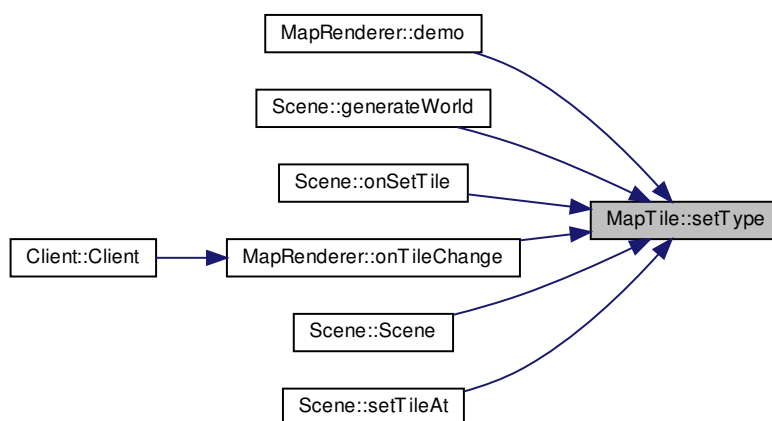 MapRenderer::demo
Scene::generateWorld
Scene::onSetTile
MapTile::setType
Client::Client
MapRenderer::onTileChange
Scene::Scene
Scene::setTileAt